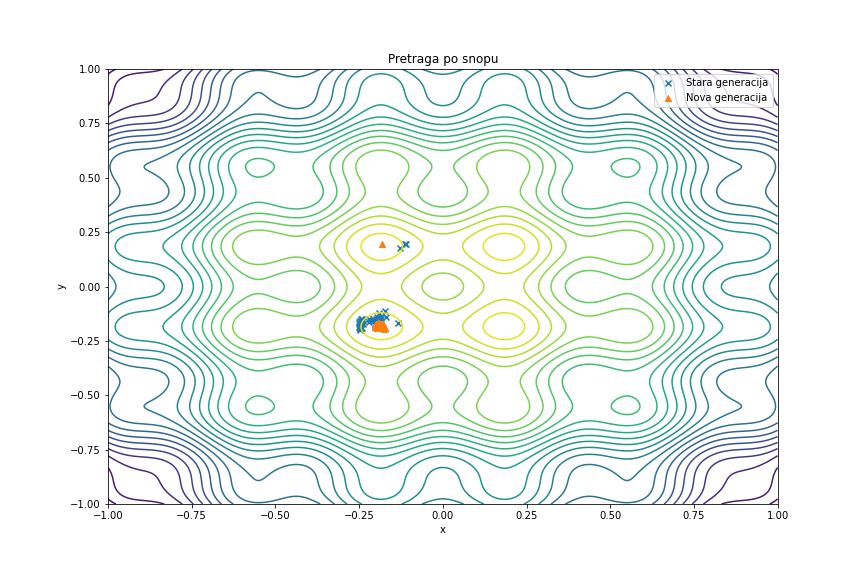 Pretraga po snopu
Stara generacija
Nova generacija
1.00
0.75
0.50
0.25
0.00
−0.25
−0.50
−0.75
−1.00
y
−1.00 −0.75 −0.50 −0.25 0.00 0.25 0.50 0.75 1.00
x